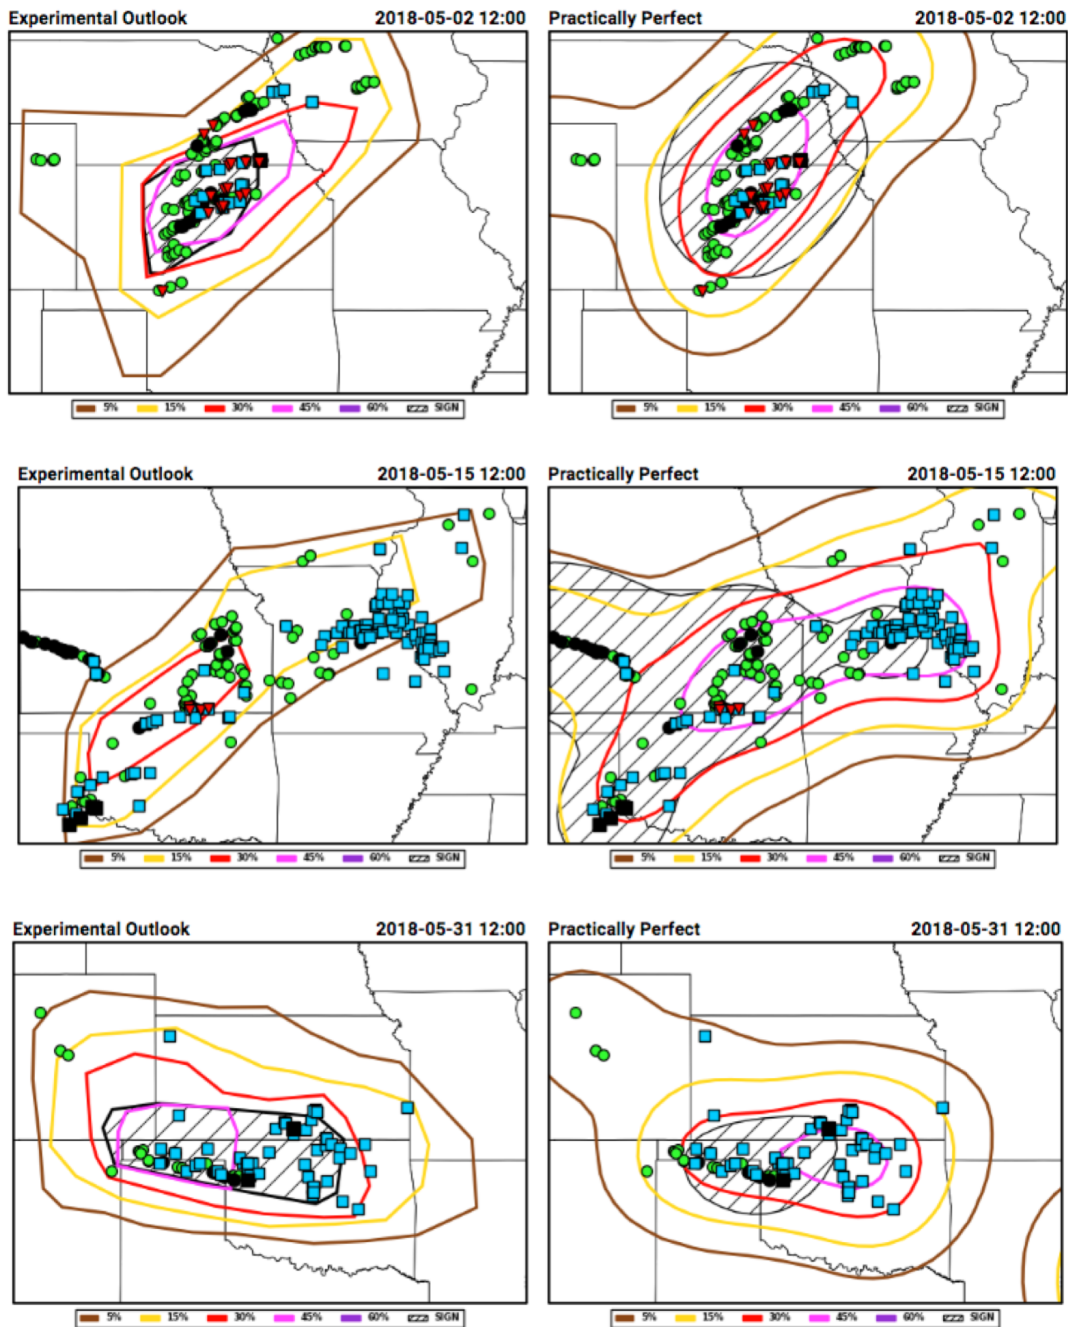 Experimental Outlook 2018-05-02 12:00 Practically Perfect 2018-05-02 12:00
5% 15% 30% 45% 60% SIGN 5% 15% 30% 45% 60% SIGN
Experimental Outlook 2018-05-15 12:00 Practically Perfect 2018-05-15 12:00
5% 15% 30% 45% 60% SIGN 5% 15% 30% 45% 60% SIGN
Experimental Outlook 2018-05-31 12:00 Practically Perfect 2018-05-31 12:00
5% 15% 30% 45% 60% SIGN 5% 15% 30% 45% 60% SIGN